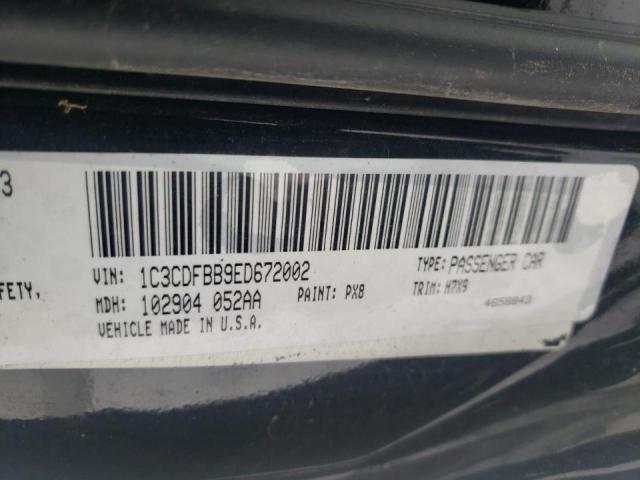 3
FETY,
VIN: 1C3CDFBB9ED672002
TYPE: PASSENGER CAR
MDH: 102904 052AA
PAINT: PX8
TRIM: H7X9
VEHICLE MADE IN U.S.A.
4658843